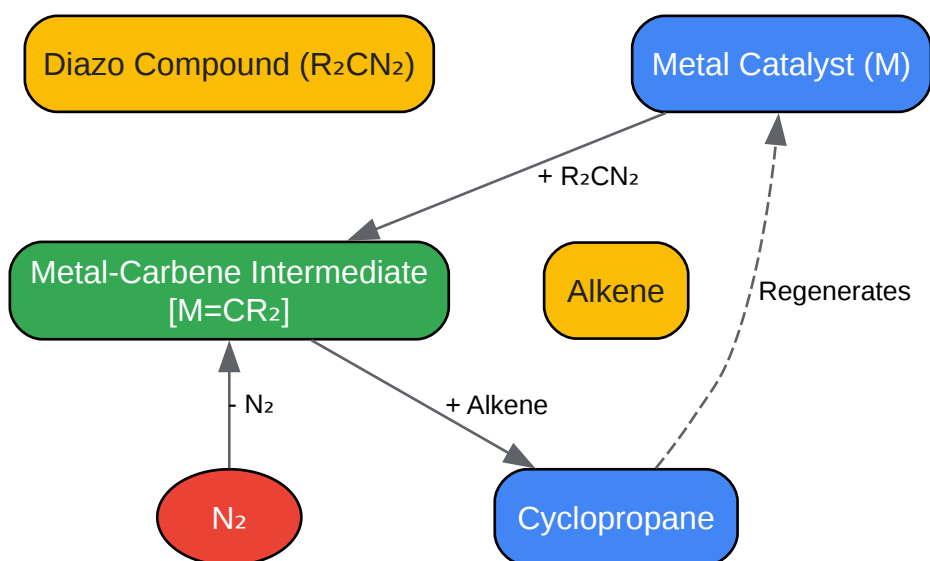 Diazo Compound (R₂CN₂)
Metal Catalyst (M)
+ R₂CN₂
Metal-Carbene Intermediate
[M=CR₂]
Alkene
Regenerates
- N₂
+ Alkene
N₂
Cyclopropane